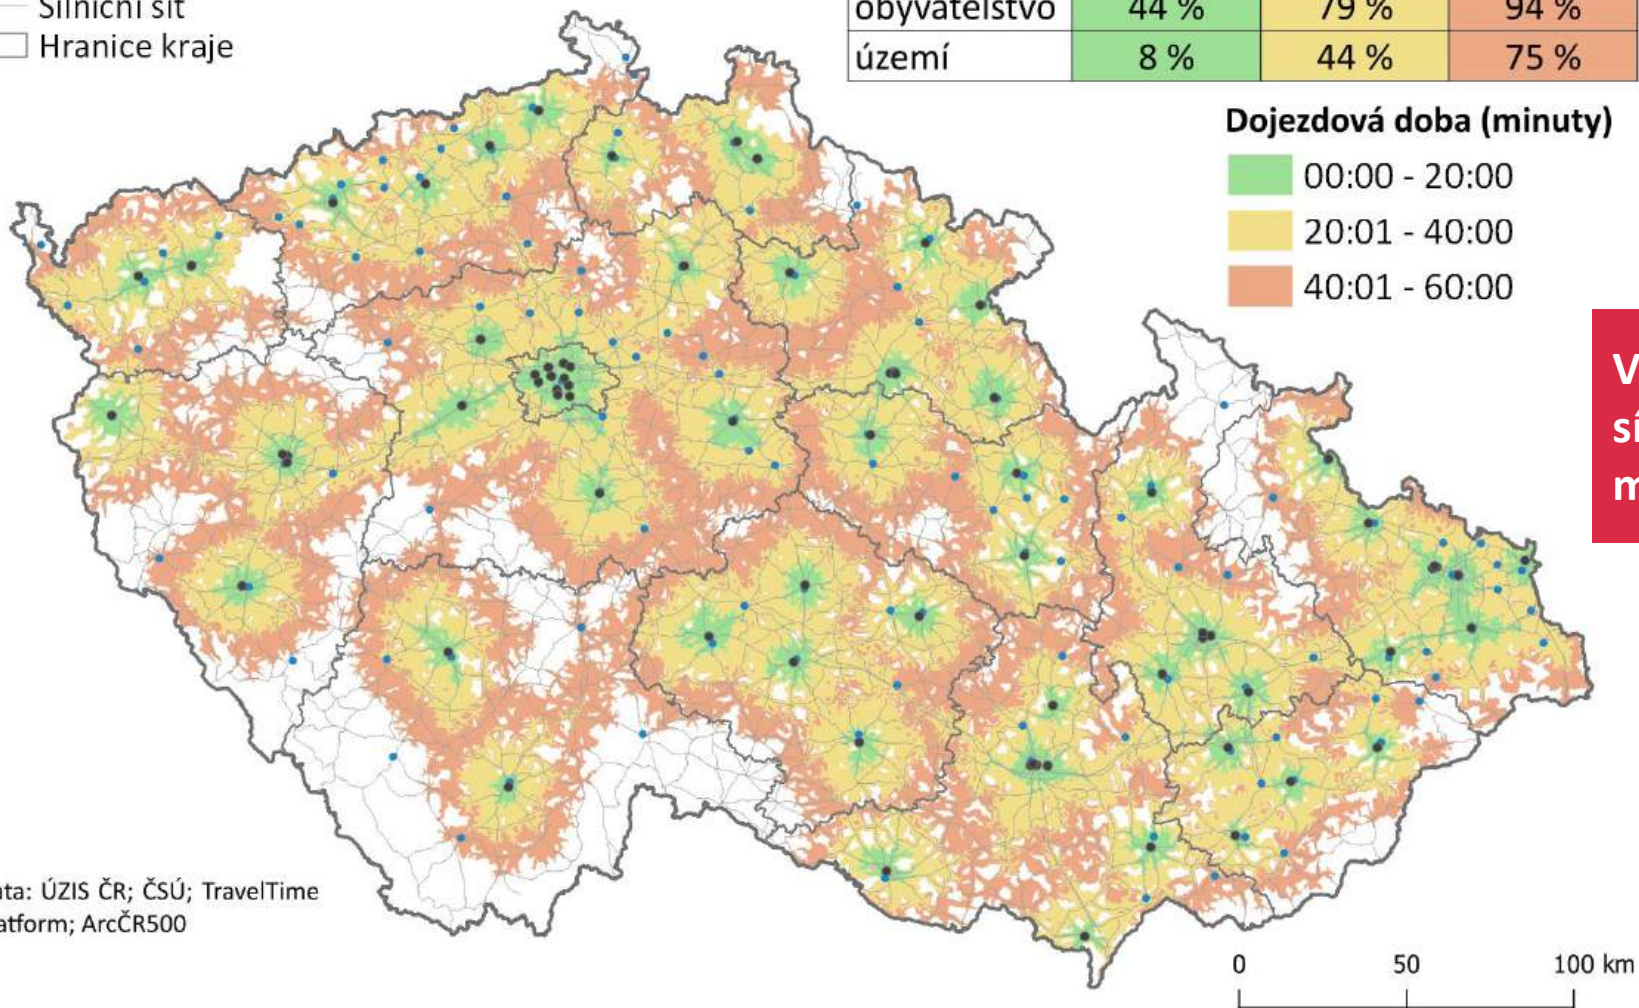 Silniční síť
Hranice kraje
obyvatelstvo 44 % 79 % 94 %
území 8 % 44 % 75 %
Dojezdová doba (minuty)
00:00 - 20:00
20:01 - 40:00
40:01 - 60:00
V
sí
m
ata: ÚZIS ČR; ČSÚ; TravelTime
atform; ArcČR500
0 50 100 km